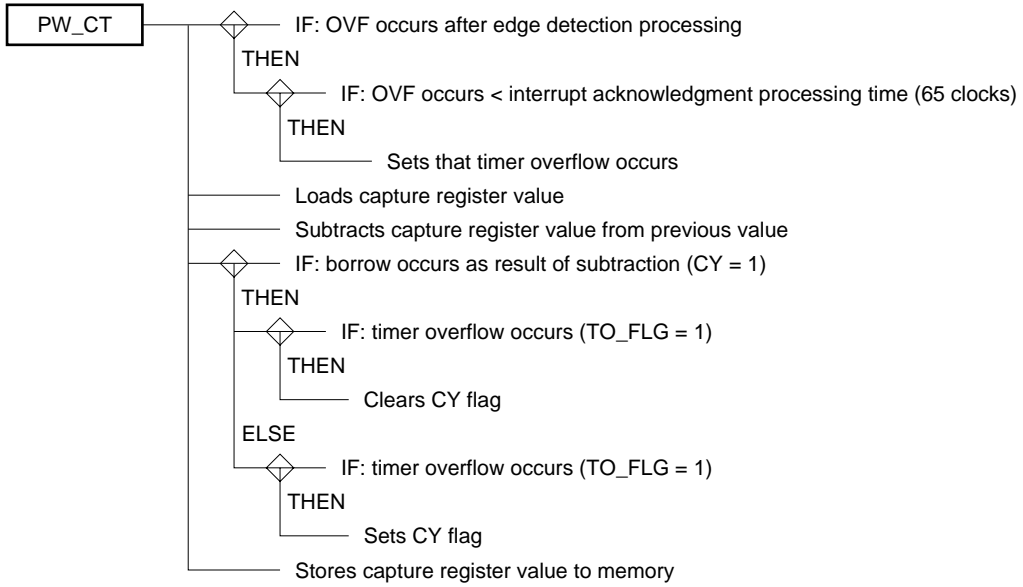 PW_CT
IF: OVF occurs after edge detection processing
THEN
IF: OVF occurs < interrupt acknowledgment processing time (65 clocks)
THEN
Sets that timer overflow occurs
Loads capture register value
Subtracts capture register value from previous value
IF: borrow occurs as result of subtraction (CY = 1)
THEN
IF: timer overflow occurs (TO_FLG = 1)
THEN
Clears CY flag
ELSE
IF: timer overflow occurs (TO_FLG = 1)
THEN
Sets CY flag
Stores capture register value to memory